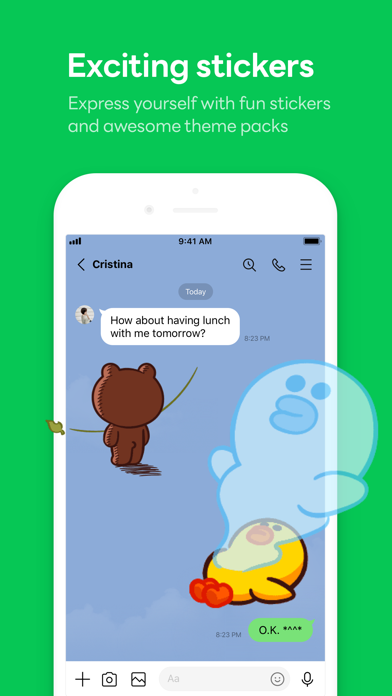 Exciting stickers
Express yourself with fun stickers
and awesome theme packs
9:41 AM
Cristina
Today
How about having lunch
with me tomorrow?
8:23 PM
8:23 PM
O.K. *^^*
Aa